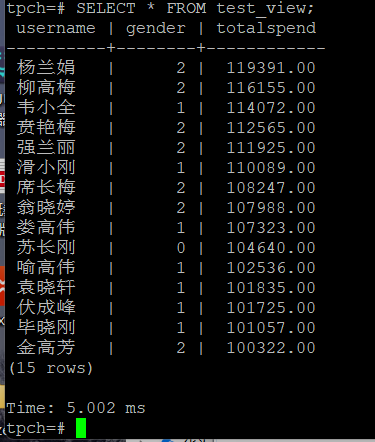 tpch=# SELECT * FROM test_view;
 username | gender | totalspend
----------+--------+------------
 杨兰娟   |      2 |  119391.00
 柳高梅   |      2 |  116155.00
 韦小全   |      1 |  114072.00
 贲艳梅   |      2 |  112565.00
 强兰丽   |      2 |  111925.00
 滑小刚   |      1 |  110089.00
 席长梅   |      2 |  108247.00
 翁晓婷   |      2 |  107988.00
 娄高伟   |      1 |  107323.00
 苏长刚   |      0 |  104640.00
 喻高伟   |      1 |  102536.00
 袁晓轩   |      1 |  101835.00
 伏成峰   |      1 |  101725.00
 毕晓刚   |      1 |  101057.00
 金高芳   |      2 |  100322.00
(15 rows)

Time: 5.002 ms
tpch=#